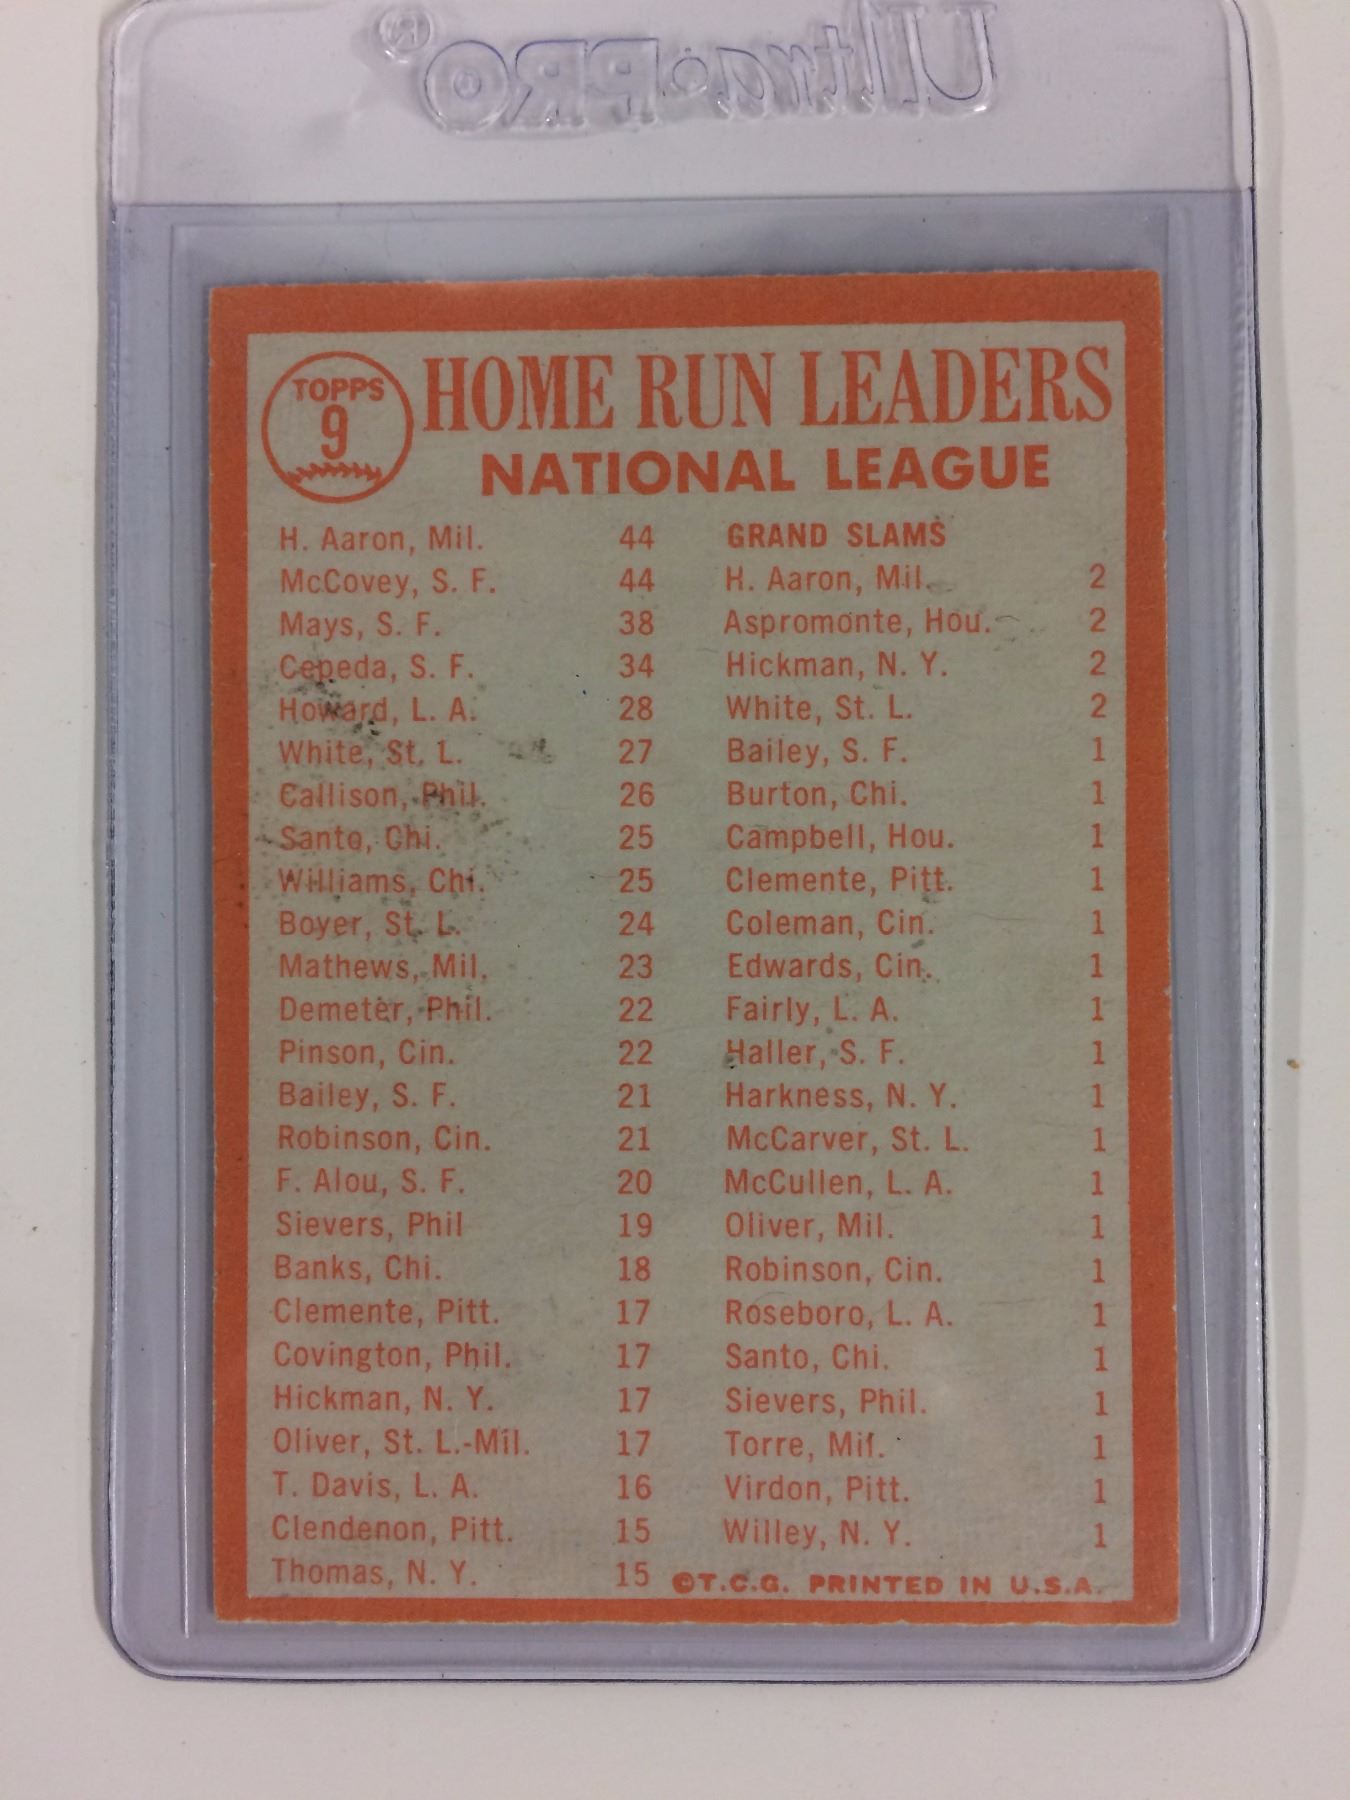 Ultra·PRO®
TOPPS
9
HOME RUN LEADERS
NATIONAL LEAGUE
H. Aaron, Mil. 44
McCovey, S. F. 44
Mays, S. F. 38
Cepeda, S. F. 34
Howard, L. A. 28
White, St. L. 27
Callison, Phil. 26
Santo, Chi. 25
Williams, Chi. 25
Boyer, St. L. 24
Mathews, Mil. 23
Demeter, Phil. 22
Pinson, Cin. 22
Bailey, S. F. 21
Robinson, Cin. 21
F. Alou, S. F. 20
Sievers, Phil 19
Banks, Chi. 18
Clemente, Pitt. 17
Covington, Phil. 17
Hickman, N. Y. 17
Oliver, St. L.-Mil. 17
T. Davis, L. A. 16
Clendenon, Pitt. 15
Thomas, N. Y. 15
GRAND SLAMS
H. Aaron, Mil. 2
Aspromonte, Hou. 2
Hickman, N. Y. 2
White, St. L. 2
Bailey, S. F. 1
Burton, Chi. 1
Campbell, Hou. 1
Clemente, Pitt. 1
Coleman, Cin. 1
Edwards, Cin. 1
Fairly, L. A. 1
Haller, S. F. 1
Harkness, N. Y. 1
McCarver, St. L. 1
McCullen, L. A. 1
Oliver, Mil. 1
Robinson, Cin. 1
Roseboro, L. A. 1
Santo, Chi. 1
Sievers, Phil. 1
Torre, Mil. 1
Virdon, Pitt. 1
Willey, N. Y. 1
©T.C.G. PRINTED IN U.S.A.